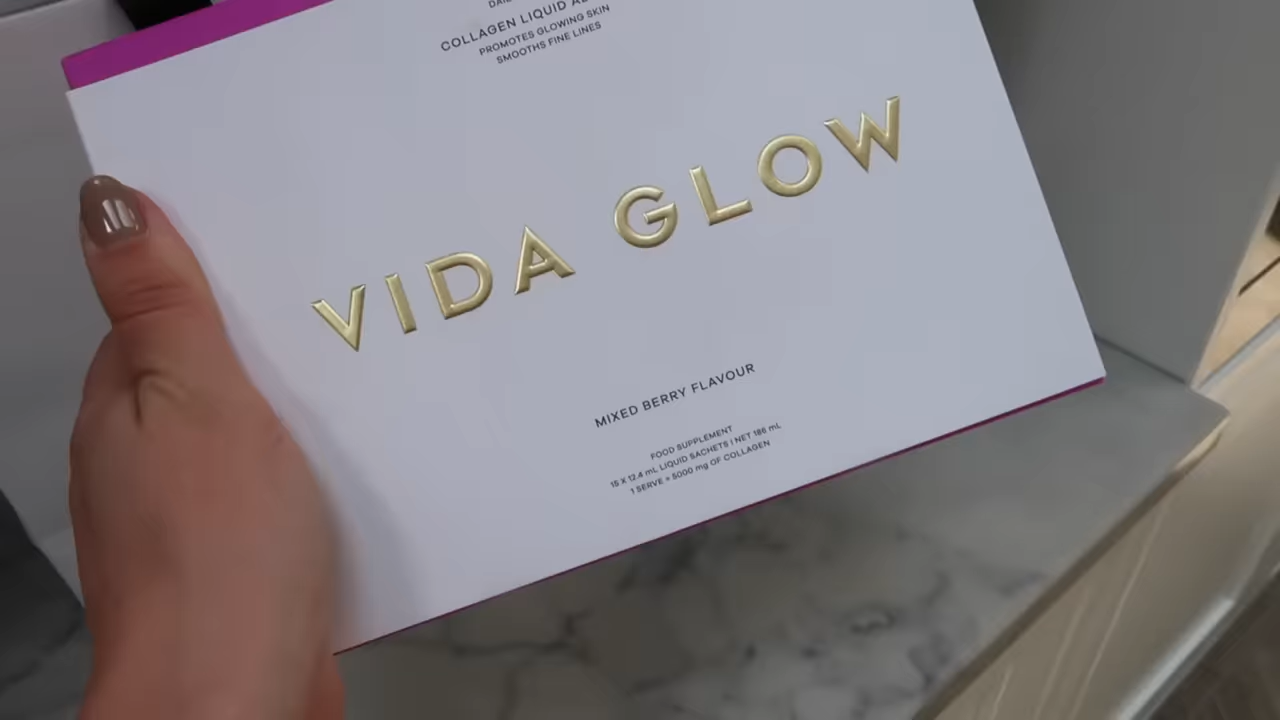 COLLAGEN LIQUID
PROMOTES GLOWING SKIN
SMOOTHS FINE LINES
VIDA GLOW
MIXED BERRY FLAVOUR
FOOD SUPPLEMENT
15 X 12.4 mL LIQUID SACHETS | NET 186 mL
1 SERVE = 5000 mg OF COLLAGEN